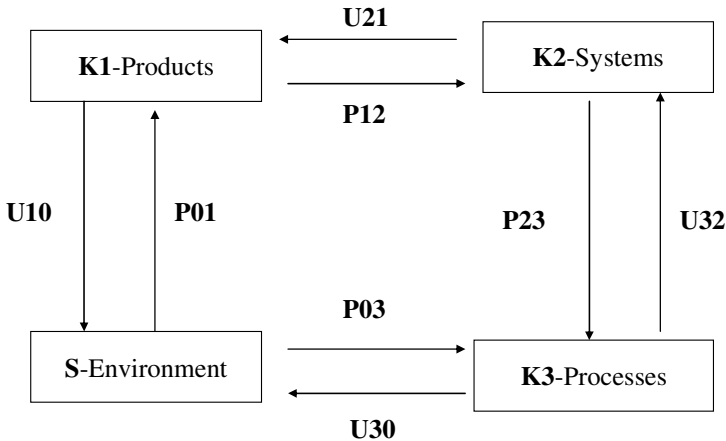 U21
K1-Products
K2-Systems
P12
U10
P01
P23
U32
P03
S-Environment
K3-Processes
U30